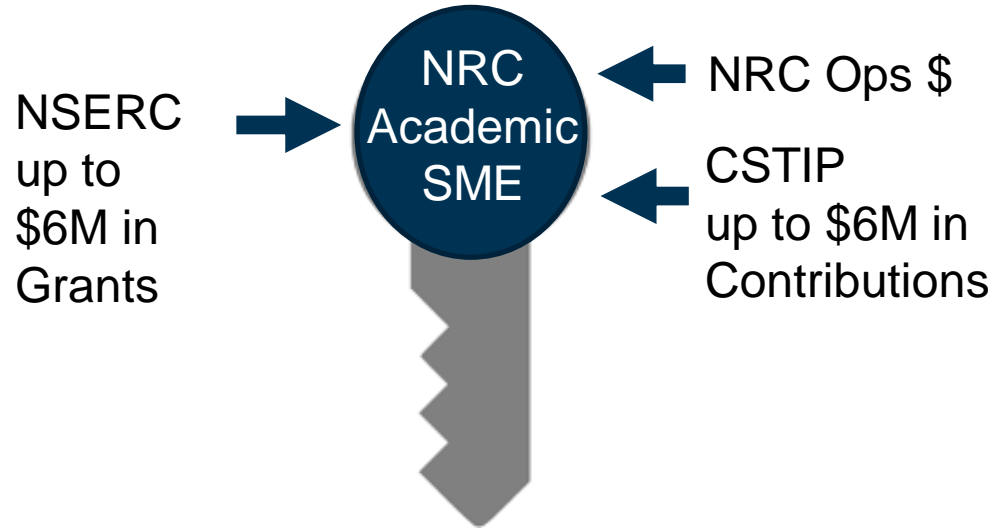 NSERC
up to
$6M in
Grants
NRC
Academic
SME
NRC Ops $
CSTIP
up to $6M in
Contributions